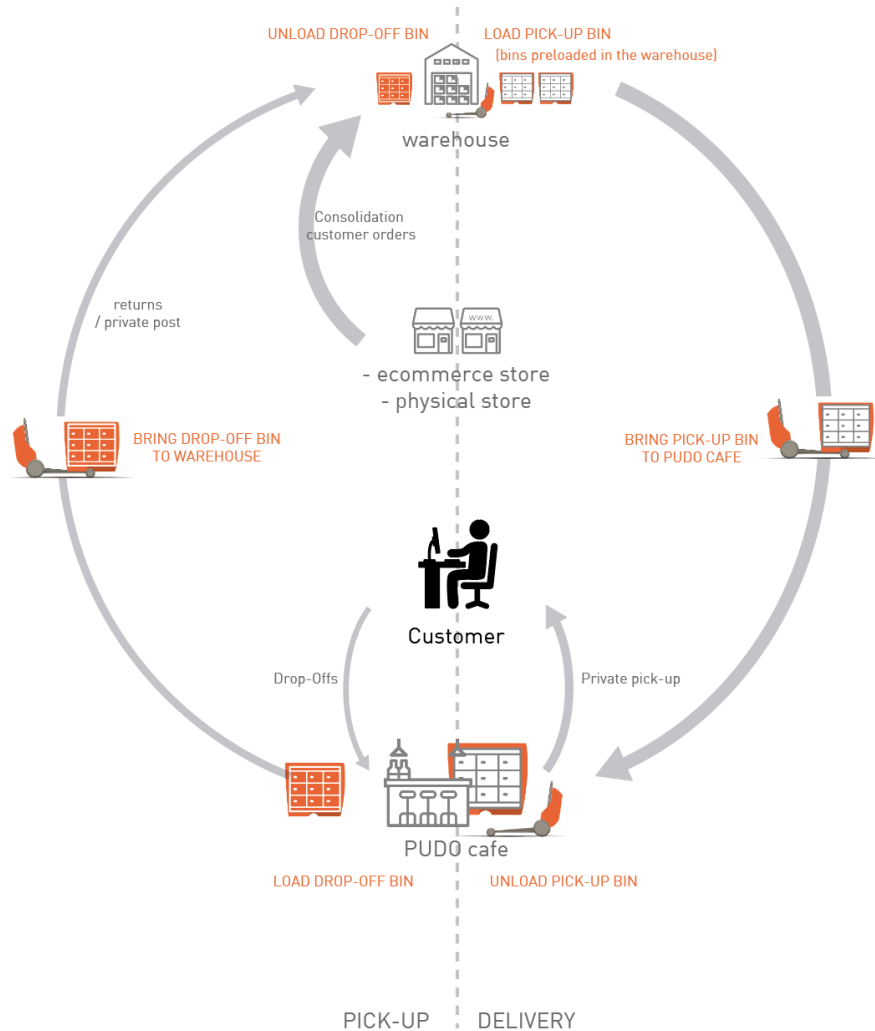 UNLOAD DROP-OFF BIN
LOAD PICK-UP BIN
(bins preloaded in the warehouse)
warehouse
Consolidation
customer orders
returns
/ private post
www.
- ecommerce store
- physical store
BRING DROP-OFF BIN
TO WAREHOUSE
BRING PICK-UP BIN
TO PUDO CAFE
Customer
Drop-Offs
Private pick-up
PUDO cafe
LOAD DROP-OFF BIN
UNLOAD PICK-UP BIN
PICK-UP
DELIVERY